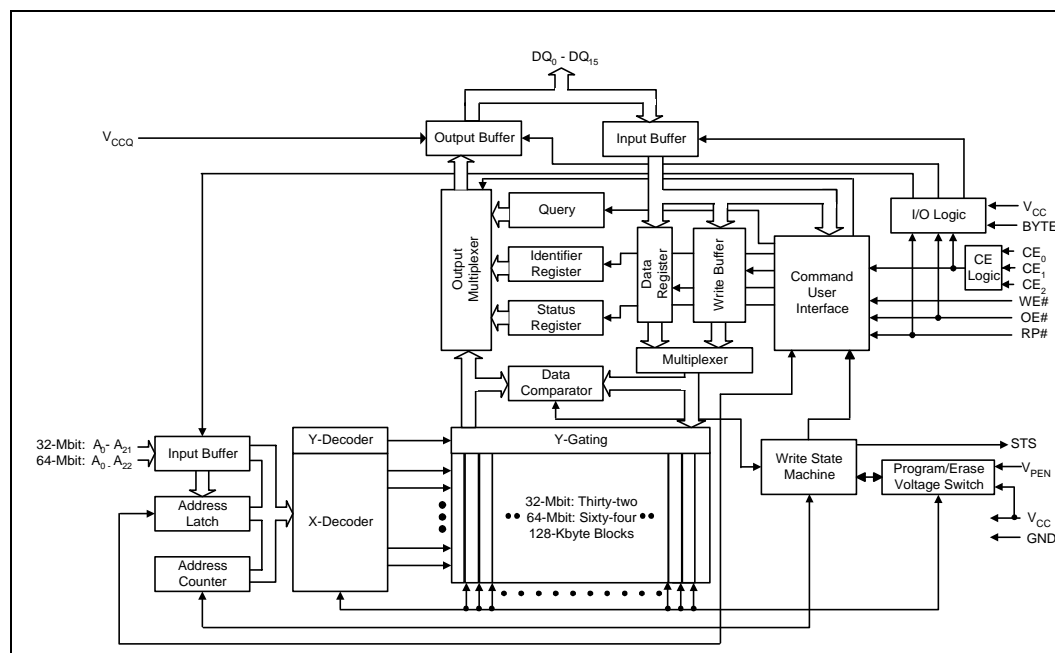 DQ0 - DQ15
VCCQ
Output Buffer
Input Buffer
Output
Multiplexer
Query
Identifier
Register
Status
Register
Data
Register
Write Buffer
Multiplexer
Data
Comparator
Command
User
Interface
I/O Logic
CE
Logic
VCC
BYTE
CE0
CE1
CE2
WE#
OE#
RP#
32-Mbit: A0- A21
64-Mbit: A0 - A22
Input Buffer
Address
Latch
Address
Counter
Y-Decoder
X-Decoder
Y-Gating
32-Mbit: Thirty-two
64-Mbit: Sixty-four
128-Kbyte Blocks
Write State
Machine
Program/Erase
Voltage Switch
STS
VPEN
VCC
GND